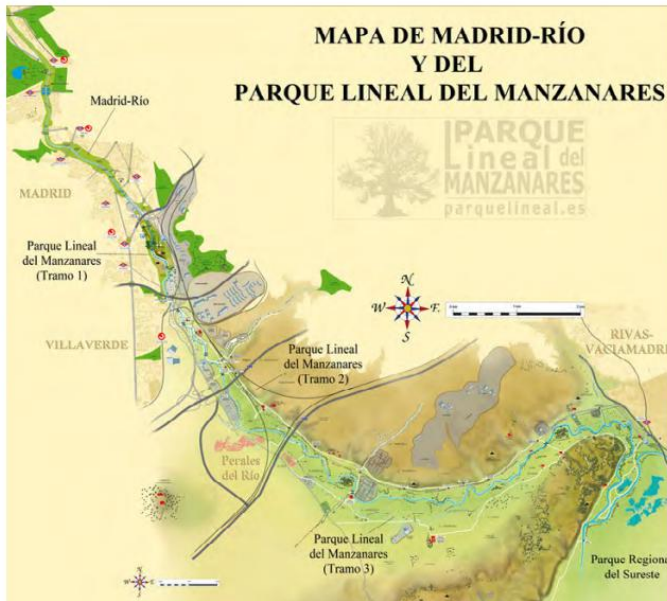 MAPA DE MADRID-RÍO
Y DEL
PARQUE LINEAL DEL MANZANARES
PARQUE
Lineal del
MANZANARES
parquelineal.es
Madrid-Río
MADRID
Parque Lineal
del Manzanares
(Tramo 1)
N
W
E
S
VILLAVERDE
RIVAS-
VACIAMADRI
Parque Lineal
del Manzanares
(Tramo 2)
Perales
del Río
Parque Lineal
del Manzanares
(Tramo 3)
Parque Regiona
del Sureste